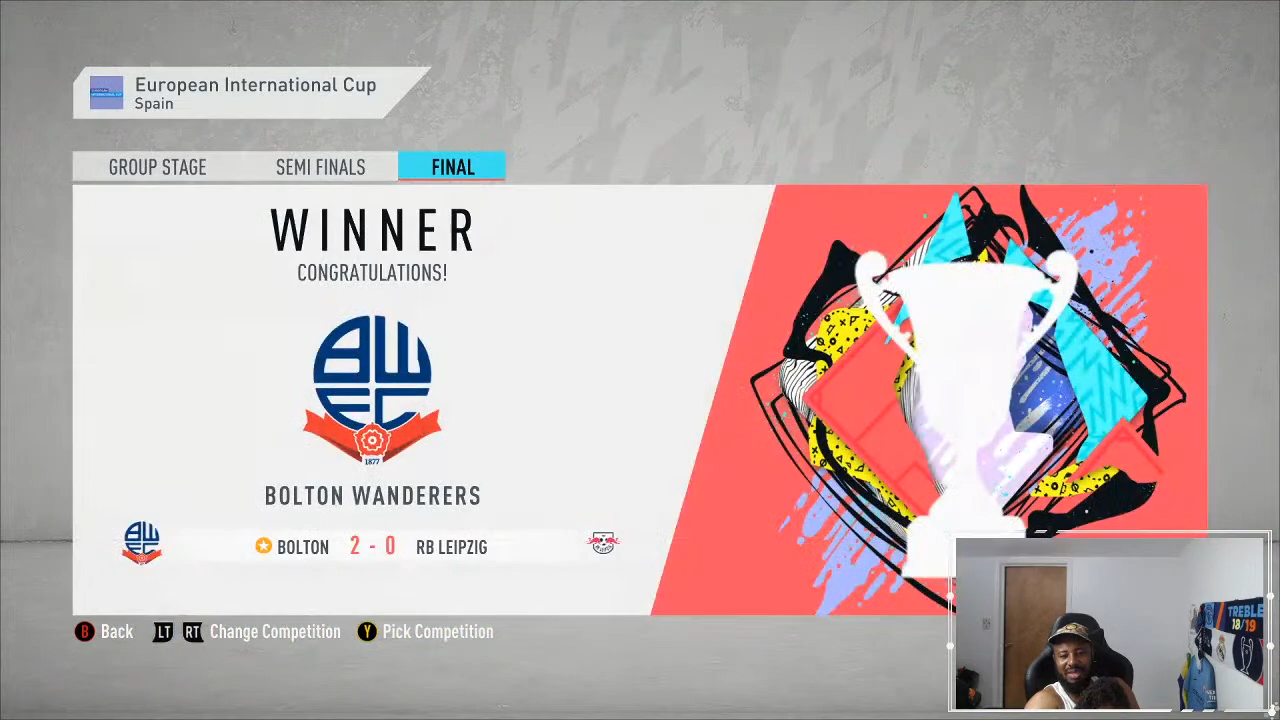 European International Cup
Spain
GROUP STAGE
SEMI FINALS
FINAL
WINNER
CONGRATULATIONS!
BWFC
1877
BOLTON WANDERERS
BOLTON 2 - 0 RB LEIPZIG
B Back LT RT Change Competition Y Pick Competition
TREBLE
18/19